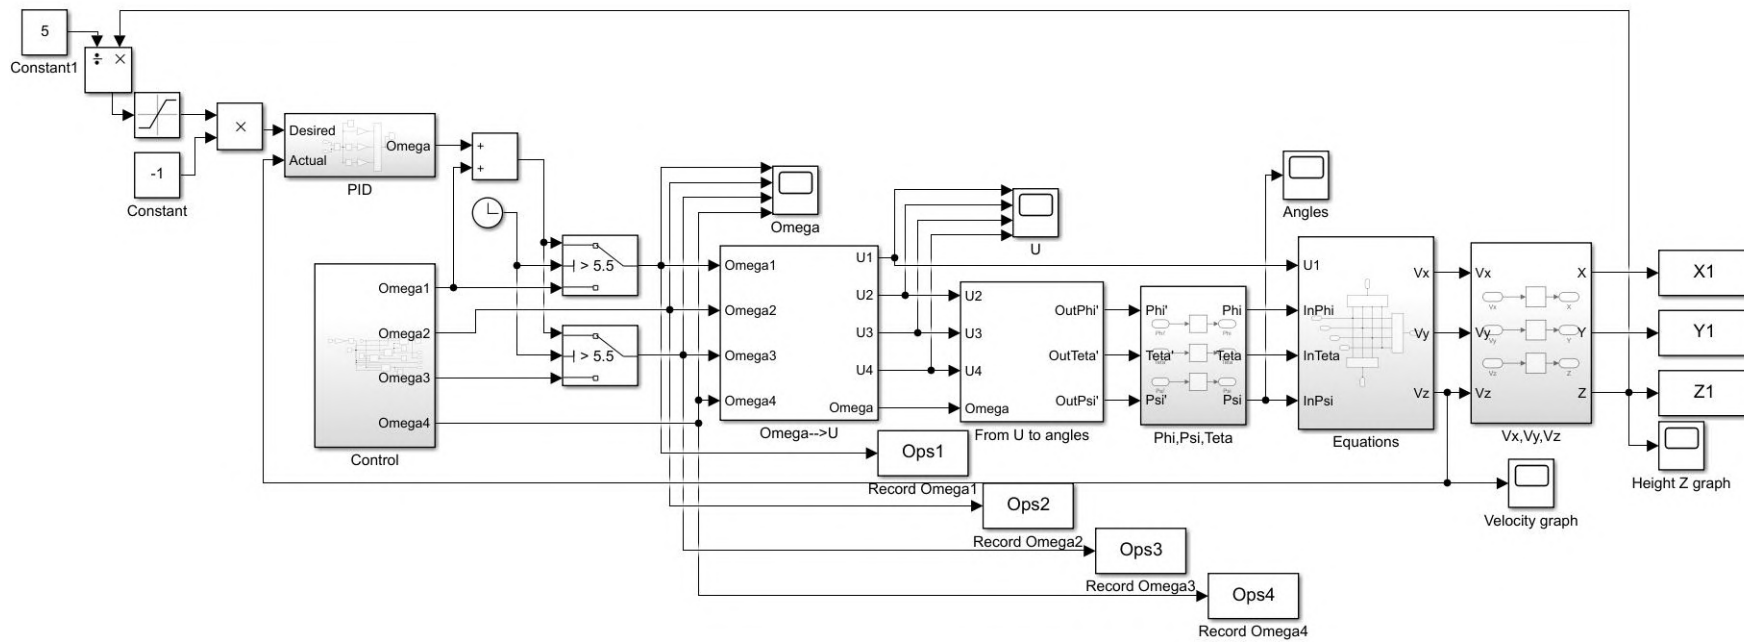 5
Constant1
÷ ×
-1
Constant
×
Desired
Actual
Omega
PID
+
+
> 5.5
> 5.5
Omega1
Omega2
Omega3
Omega4
Control
Omega
Omega1
Omega2
Omega3
Omega4
U1
U2
U3
U4
Omega
Omega-->U
U
U2
U3
U4
Omega
OutPhi'
OutTeta'
OutPsi'
From U to angles
Phi'
Teta'
Psi'
Phi
Teta
Psi
Phi,Psi,Teta
Angles
U1
InPhi
InTeta
InPsi
Vx
Vy
Vz
Equations
Vx
Vy
Vz
Vx
Vy
Vz
X
Y
Z
X
Y
Z
Vx,Vy,Vz
X1
Y1
Z1
Height Z graph
Velocity graph
Ops1
Record Omega1
Ops2
Record Omega2
Ops3
Record Omega3
Ops4
Record Omega4